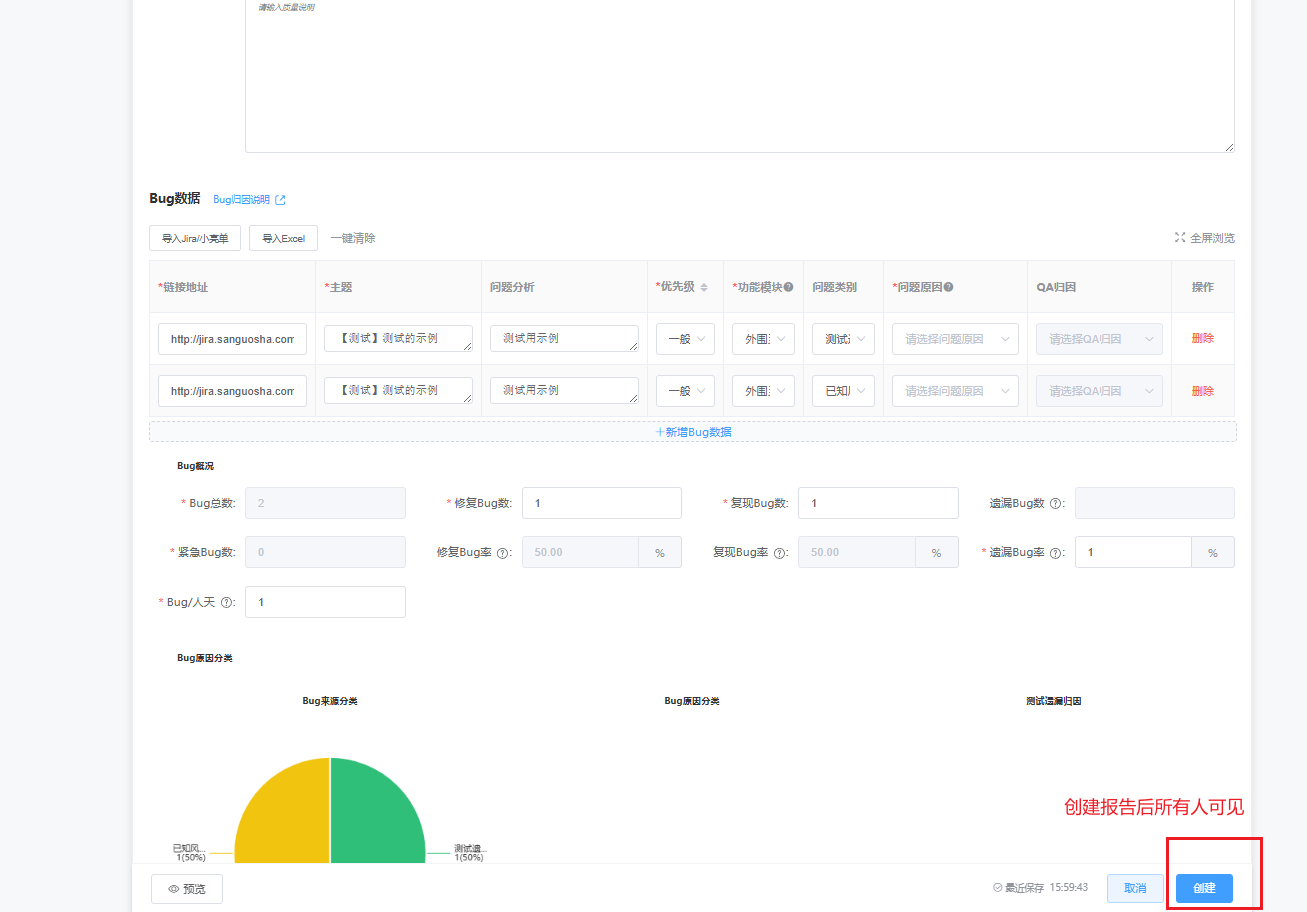 请输入质量说明
Bug数据 Bug归因说明
导入Jira/小亮单 导入Excel 一键清除 全屏浏览
*链接地址 *主题 问题分析 *优先级 *功能模块 问题类别 *问题原因 QA归因 操作
http://jira.sanguosha.com 【测试】测试的示例 测试用示例 一般 外围 测试 请选择问题原因 请选择QA归因 删除
http://jira.sanguosha.com 【测试】测试的示例 测试用示例 一般 外围 已知 请选择问题原因 请选择QA归因 删除
+新增Bug数据
Bug概况
* Bug总数: 2 * 修复Bug数: 1 * 复现Bug数: 1 遗漏Bug数 ?:
* 紧急Bug数: 0 修复Bug率 ?: 50.00 % 复现Bug率 ?: 50.00 % * 遗漏Bug率 ?: 1 %
* Bug/人天 ?: 1
Bug原因分类
Bug来源分类 Bug原因分类 测试遗漏归因
创建报告后所有人可见
已知风... 测试遗...
1(50%) 1(50%)
预览 最近保存 15:59:43 取消 创建